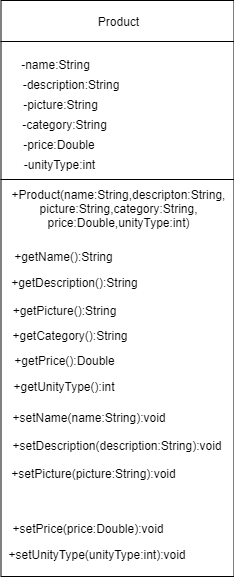 Product
-name:String
-description:String
-picture:String
-category:String
-price:Double
-unityType:int
+Product(name:String,descripton:String,
picture:String,category:String,
price:Double,unityType:int)
+getName():String
+getDescription():String
+getPicture():String
+getCategory():String
+getPrice():Double
+getUnityType():int
+setName(name:String):void
+setDescription(description:String):void
+setPicture(picture:String):void
+setPrice(price:Double):void
+setUnityType(unityType:int):void